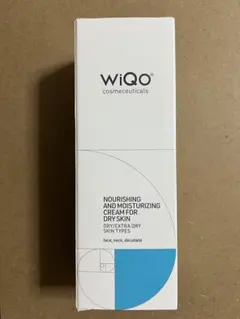 WiQo®
cosmeceuticals
NOURISHING
AND MOISTURIZING
CREAM FOR
DRY SKIN
DRY/EXTRA DRY
SKIN TYPES
face, neck, décolleté